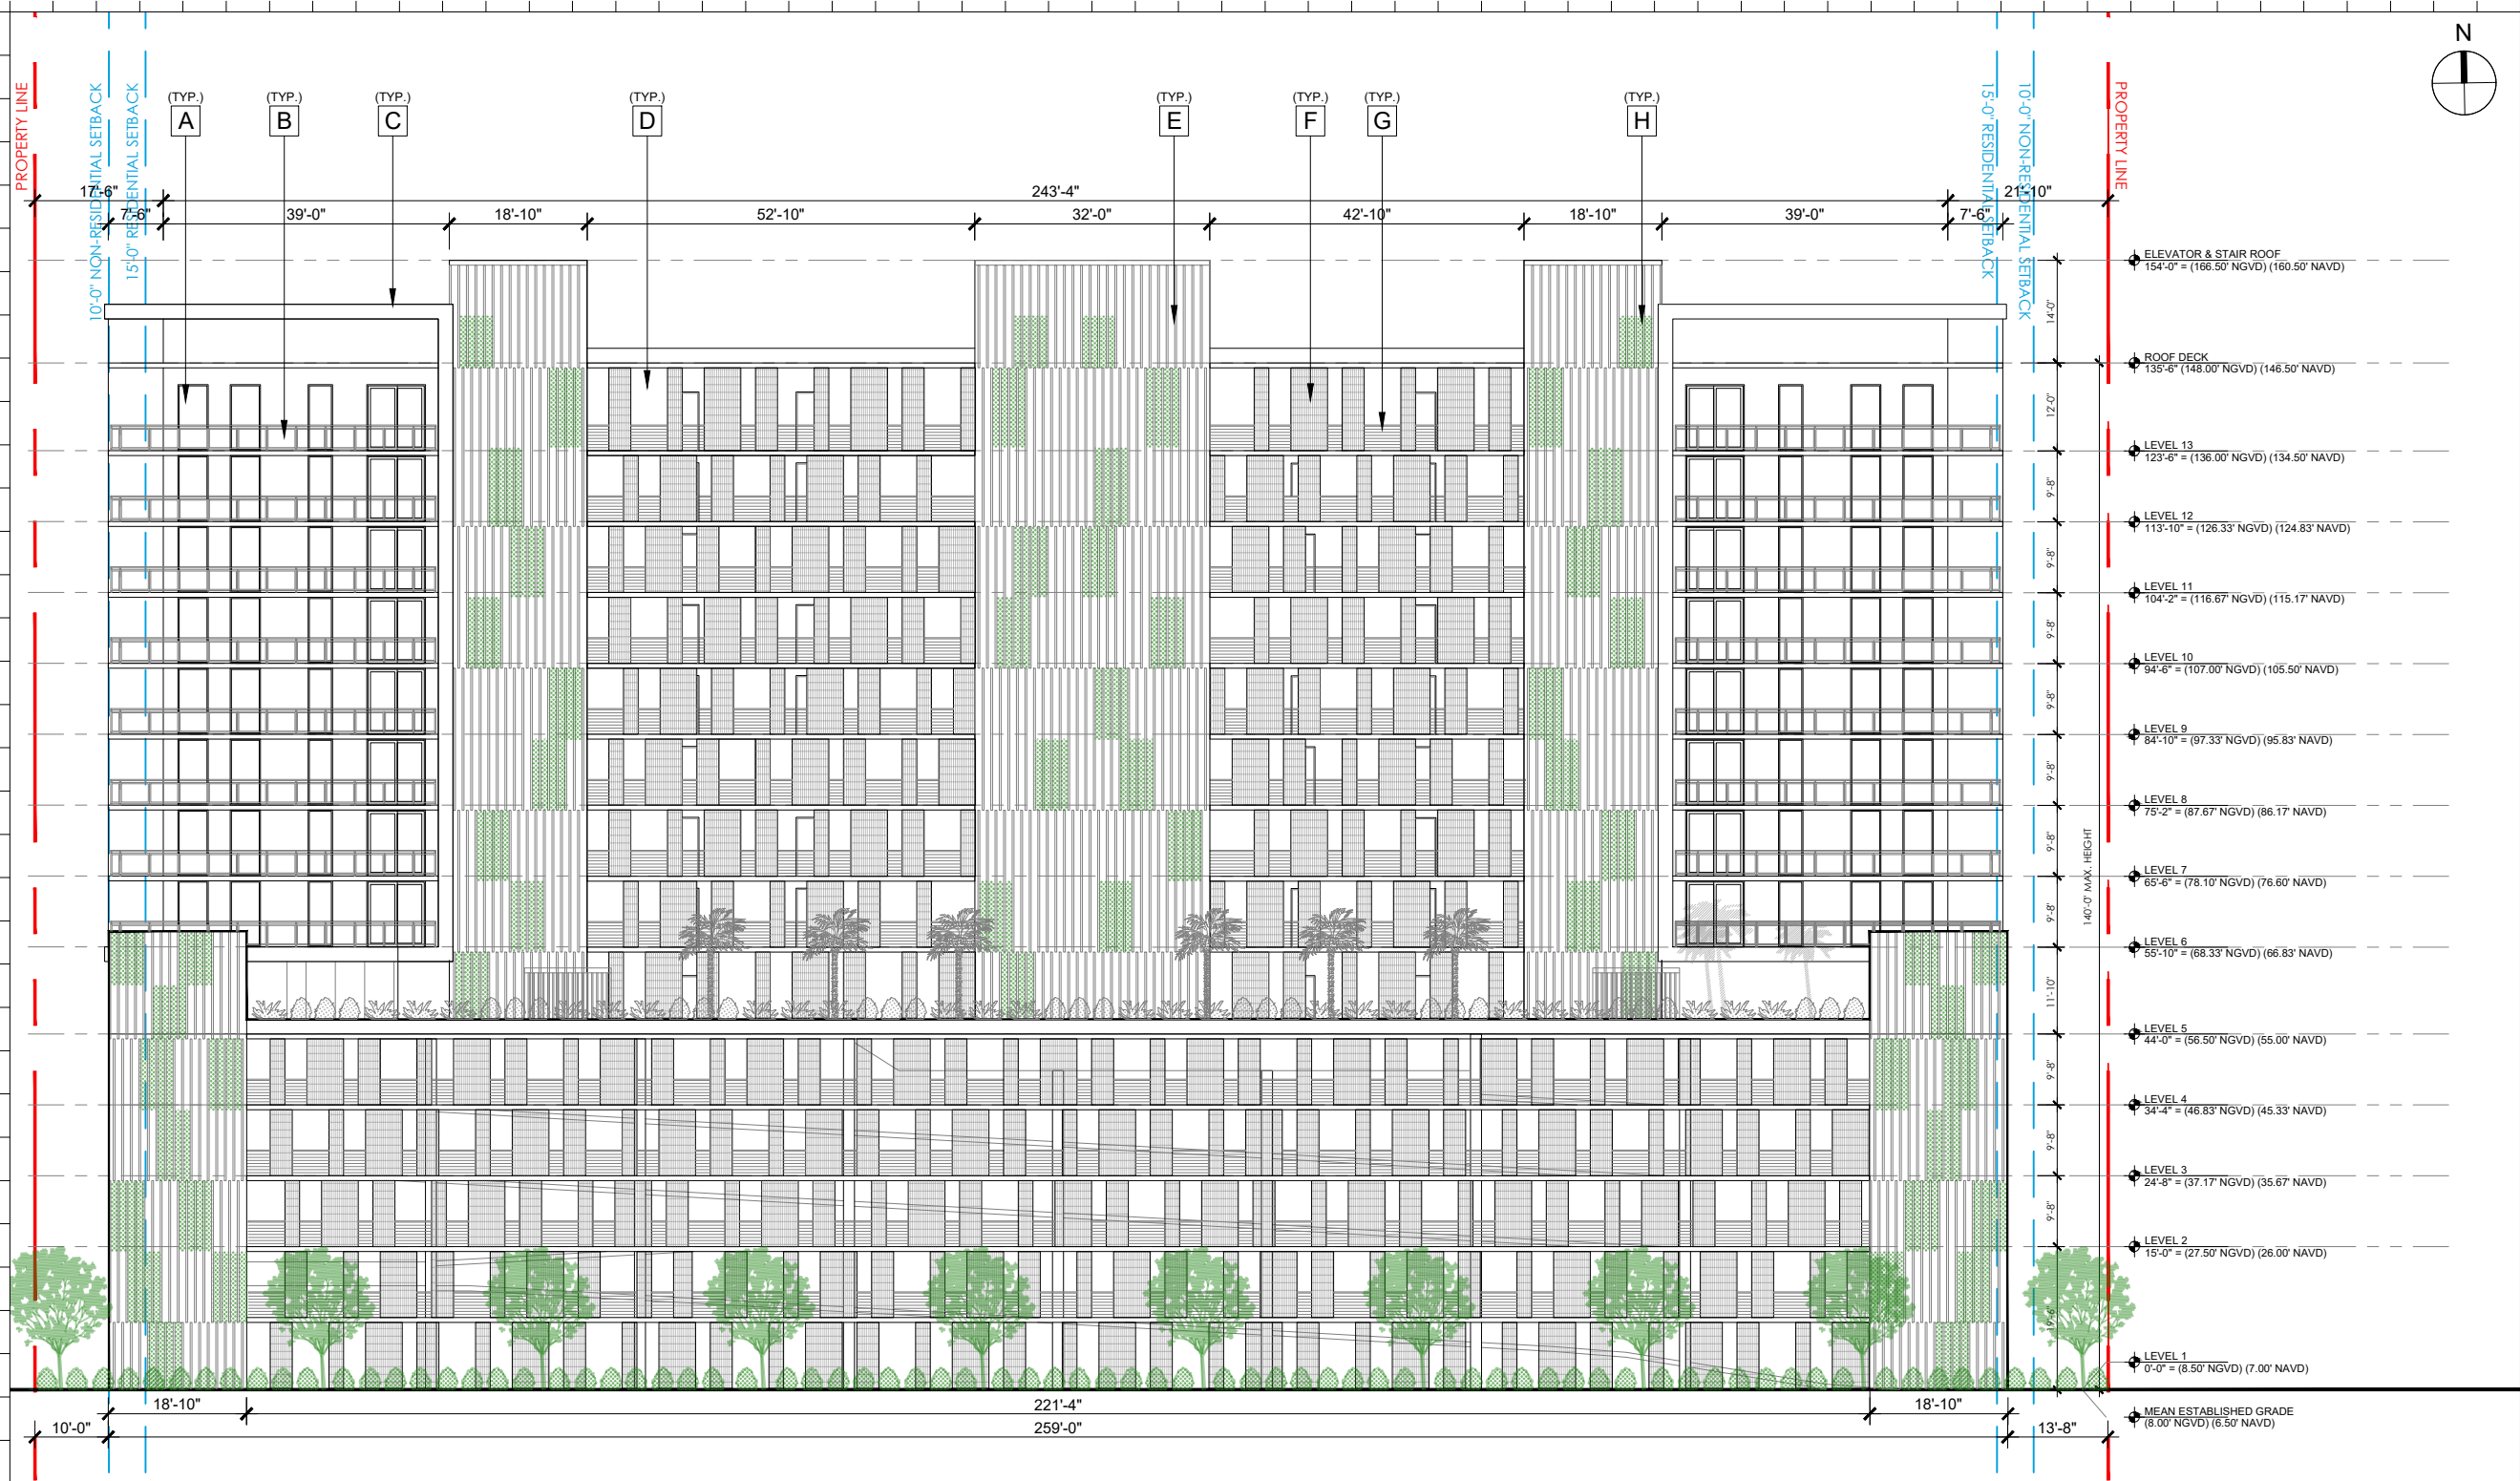 N
PROPERTY LINE
10'-0" NON-RESIDENTIAL SETBACK
15'-0" RESIDENTIAL SETBACK
(TYP.)
A
(TYP.)
B
(TYP.)
C
(TYP.)
D
(TYP.)
E
(TYP.)
F
(TYP.)
G
(TYP.)
H
15'-0" RESIDENTIAL SETBACK
10'-0" NON-RESIDENTIAL SETBACK
PROPERTY LINE
17'-6" 243'-4" 21'-10"
7'-6" 39'-0" 18'-10" 52'-10" 32'-0" 42'-10" 18'-10" 39'-0" 7'-6"
ELEVATOR & STAIR ROOF
154'-0" = (166.50' NGVD) (160.50' NAVD)
14'-0"
ROOF DECK
135'-6" (148.00' NGVD) (146.50' NAVD)
12'-0"
LEVEL 13
123'-6" = (136.00' NGVD) (134.50' NAVD)
9'-8"
LEVEL 12
113'-10" = (126.33' NGVD) (124.83' NAVD)
9'-8"
LEVEL 11
104'-2" = (116.67' NGVD) (115.17' NAVD)
9'-8"
LEVEL 10
94'-6" = (107.00' NGVD) (105.50' NAVD)
9'-8"
LEVEL 9
84'-10" = (97.33' NGVD) (95.83' NAVD)
9'-8"
LEVEL 8
75'-2" = (87.67' NGVD) (86.17' NAVD)
9'-8"
140'-0' MAX. HEIGHT
LEVEL 7
65'-6" = (78.10' NGVD) (76.60' NAVD)
9'-8"
LEVEL 6
55'-10" = (68.33' NGVD) (66.83' NAVD)
11'-10"
LEVEL 5
44'-0" = (56.50' NGVD) (55.00' NAVD)
9'-8"
LEVEL 4
34'-4" = (46.83' NGVD) (45.33' NAVD)
9'-8"
LEVEL 3
24'-8" = (37.17' NGVD) (35.67' NAVD)
9'-8"
LEVEL 2
15'-0" = (27.50' NGVD) (26.00' NAVD)
LEVEL 1
0'-0" = (8.50' NGVD) (7.00' NAVD)
MEAN ESTABLISHED GRADE
(8.00' NGVD) (6.50' NAVD)
18'-10" 221'-4" 18'-10"
10'-0" 259'-0" 13'-8"